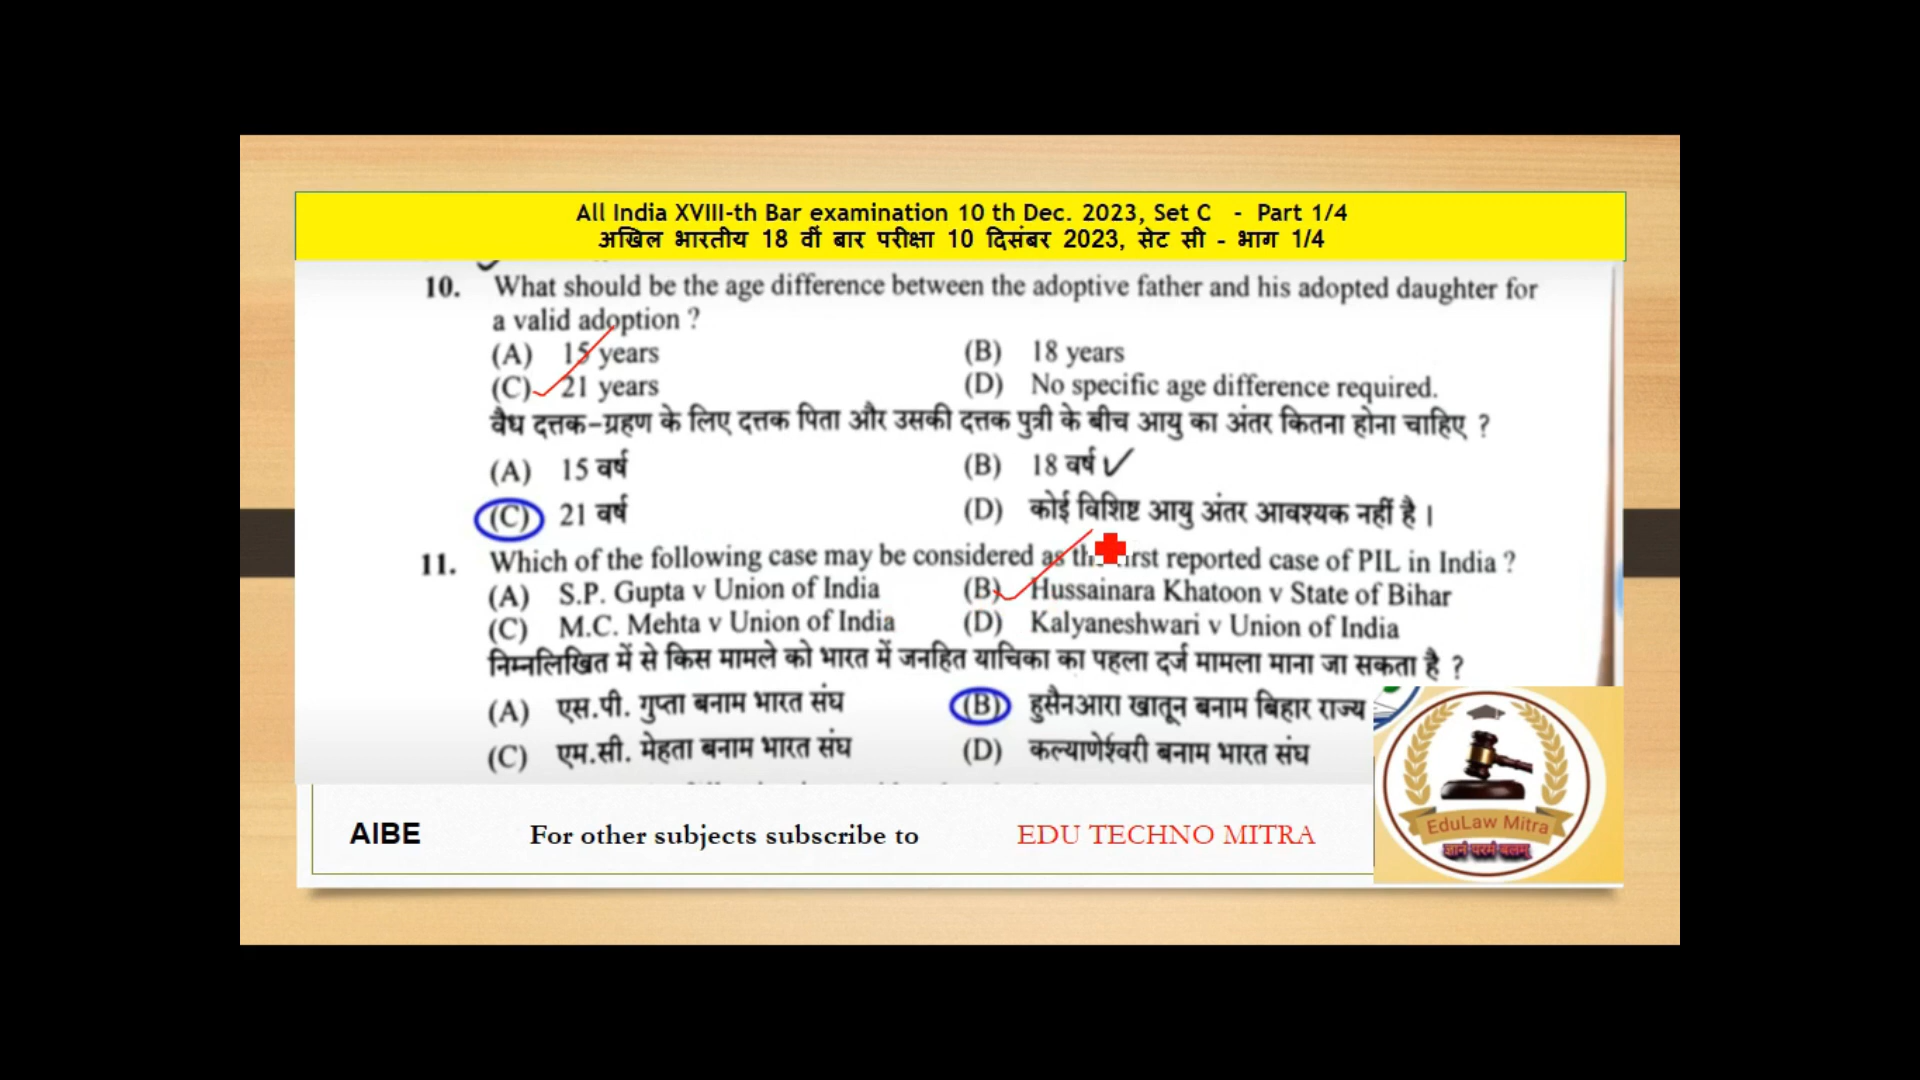 All India XVIII-th Bar examination 10 th Dec. 2023, Set C - Part 1/4
अखिल भारतीय 18 वीं बार परीक्षा 10 दिसंबर 2023, सेट सी - भाग 1/4
10. What should be the age difference between the adoptive father and his adopted daughter for
a valid adoption ?
(A) 15 years (B) 18 years
(C) 21 years (D) No specific age difference required.
वैध दत्तक-ग्रहण के लिए दत्तक पिता और उसकी दत्तक पुत्री के बीच आयु का अंतर कितना होना चाहिए ?
(A) 15 वर्ष (B) 18 वर्ष
(C) 21 वर्ष (D) कोई विशिष्ट आयु अंतर आवश्यक नहीं है ।
11. Which of the following case may be considered as reported case of PIL in India ?
(A) S.P. Gupta v Union of India (B) Hussainara Khatoon v State of Bihar
(C) M.C. Mehta v Union of India (D) Kalyaneshwari v Union of India
निम्नलिखित में से किस मामले को भारत में जनहित याचिका का पहला दर्ज मामला माना जा सकता है ?
(A) एस.पी. गुप्ता बनाम भारत संघ (B) हुसैनआरा खातून बनाम बिहार राज्य
(C) एम.सी. मेहता बनाम भारत संघ (D) कल्याणेश्वरी बनाम भारत संघ
AIBE For other subjects subscribe to EDU TECHNO MITRA
EduLaw Mitra
ज्ञानं परमं बलम्